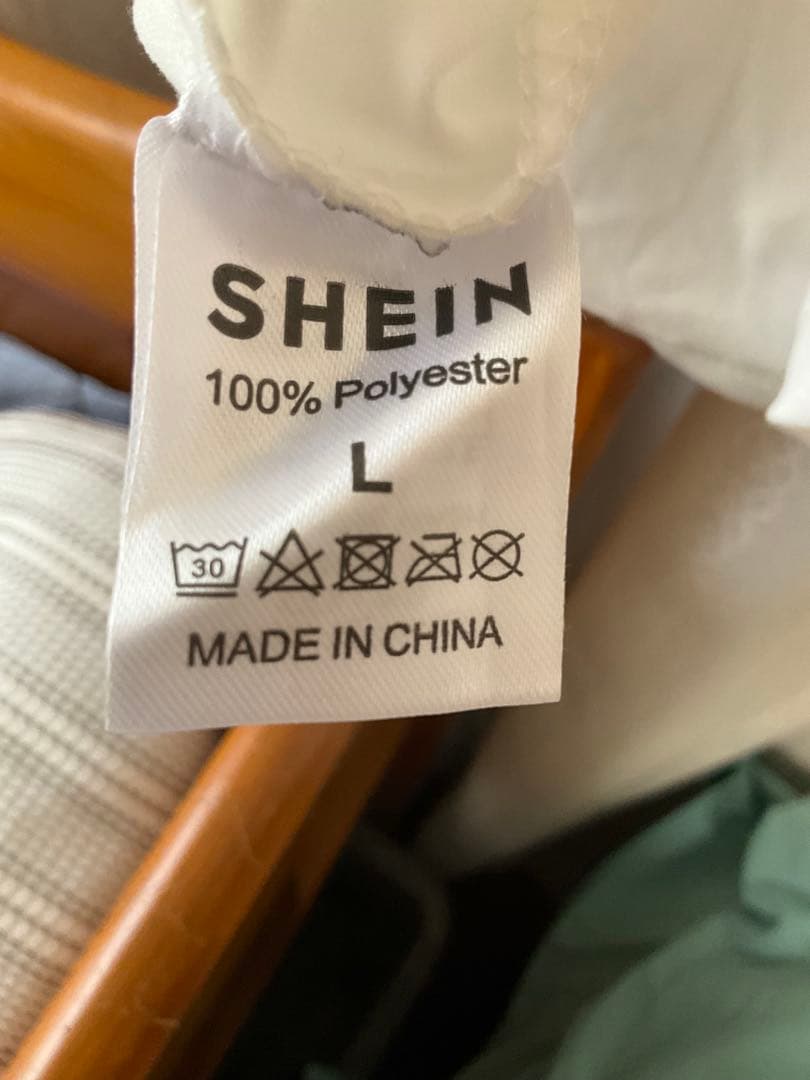 SHEIN
100% Polyester
L
30
MADE IN CHINA